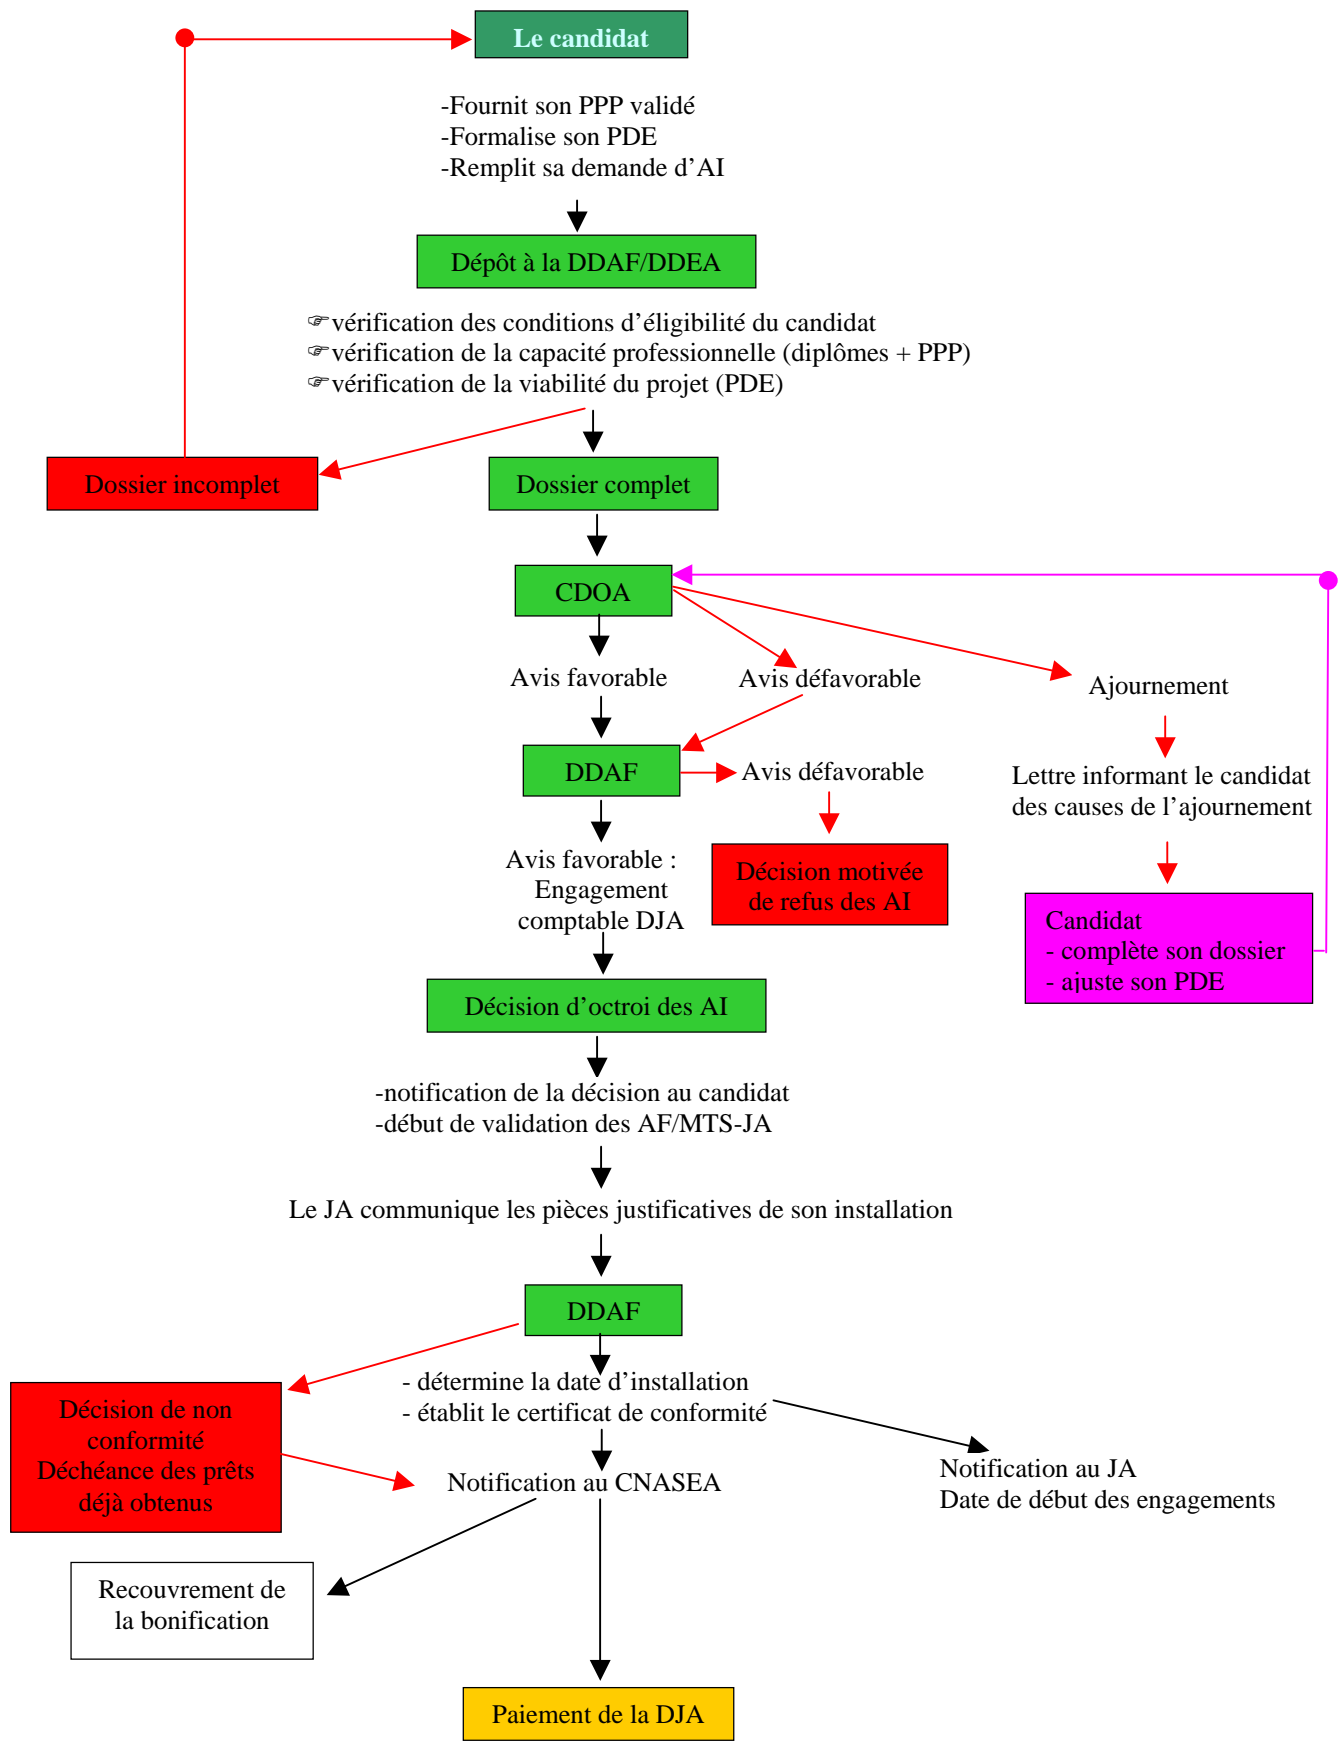 Le candidat
-Fournit son PPP validé
-Formalise son PDE
-Remplit sa demande d’AI
Dépôt à la DDAF/DDEA
☞vérification des conditions d’éligibilité du candidat
☞vérification de la capacité professionnelle (diplômes + PPP)
☞vérification de la viabilité du projet (PDE)
Dossier incomplet
Dossier complet
CDOA
Avis favorable
Avis défavorable
Ajournement
DDAF
Avis défavorable
Lettre informant le candidat
des causes de l’ajournement
Avis favorable :
Engagement
comptable DJA
Décision motivée
de refus des AI
Candidat
- complète son dossier
- ajuste son PDE
Décision d’octroi des AI
-notification de la décision au candidat
-début de validation des AF/MTS-JA
Le JA communique les pièces justificatives de son installation
DDAF
- détermine la date d’installation
- établit le certificat de conformité
Décision de non
conformité
Déchéance des prêts
déjà obtenus
Notification au CNASEA
Notification au JA
Date de début des engagements
Recouvrement de
la bonification
Paiement de la DJA